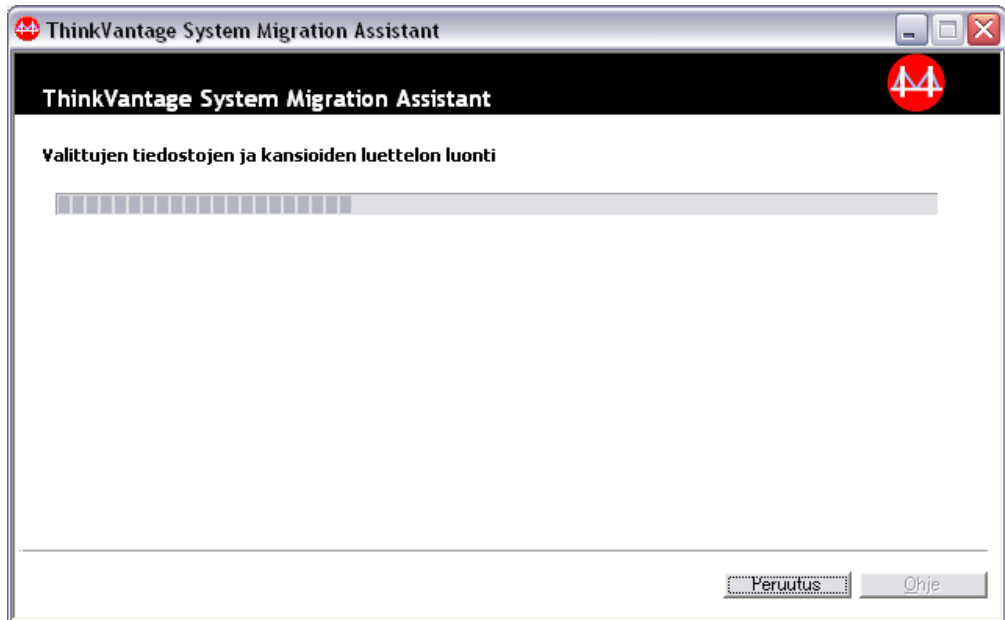 ThinkVantage System Migration Assistant
ThinkVantage System Migration Assistant
Valittujen tiedostojen ja kansioiden luettelon luonti
Peruutus
Ohje